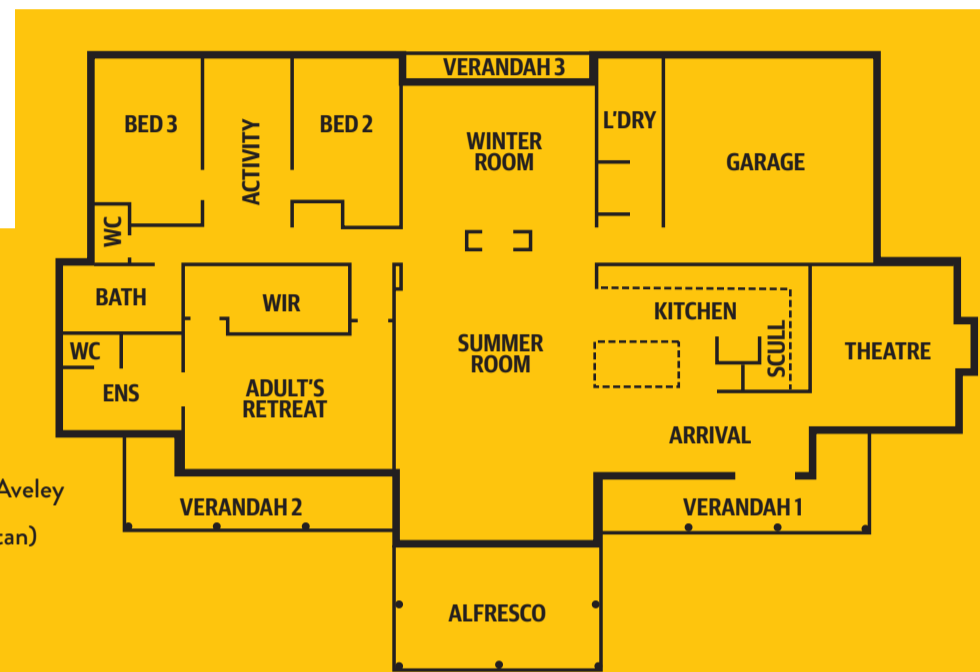 VERANDAH 3
BED 3
ACTIVITY
BED 2
WINTER
ROOM
L'DRY
GARAGE
WC
BATH
WIR
KITCHEN
SCULL
THEATRE
SUMMER
ROOM
WC
ENS
ADULT'S
RETREAT
ARRIVAL
Aveley
VERANDAH 2
VERANDAH 1
can)
ALFRESCO